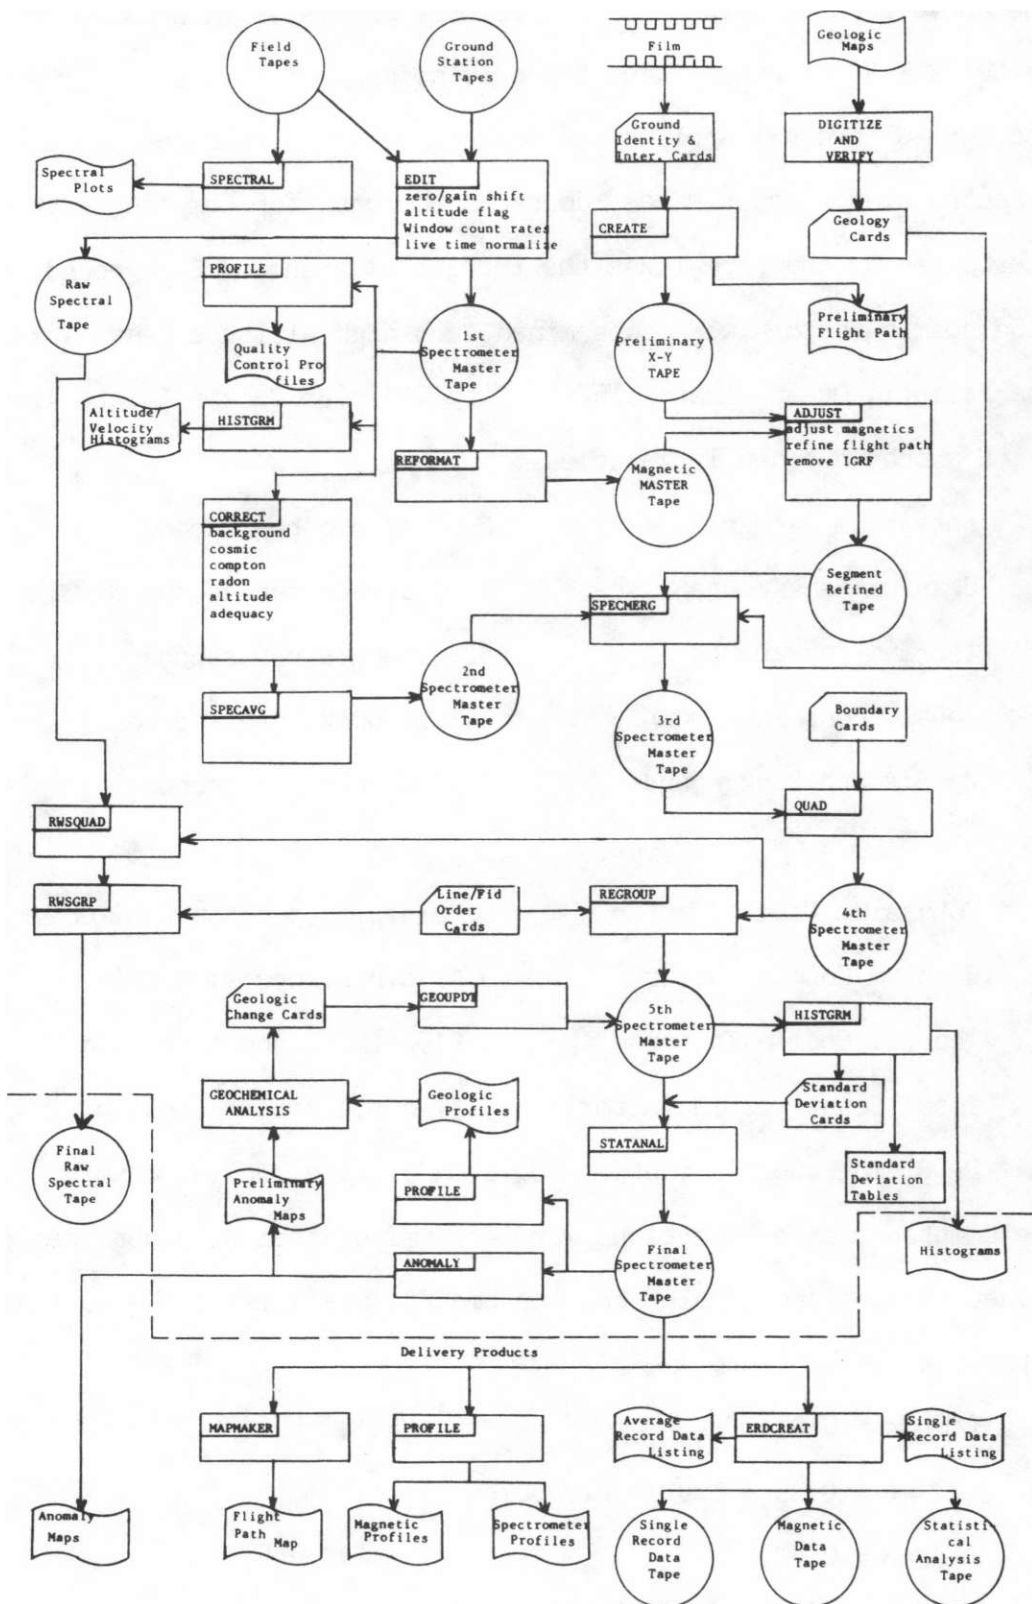 Field
Tapes
Ground
Station
Tapes
Film
Geologic
Maps
Ground
Identity &
Inter. Cards
DIGITIZE
AND
VERIFY
Spectral
Plots
SPECTRAL
EDIT
zero/gain shift
altitude flag
Window count rates
live time normalize
CREATE
Geology
Cards
Raw
Spectral
Tape
PROFILE
Quality
Control Pro
files
1st
Spectrometer
Master
Tape
Preliminary
X-Y
TAPE
Preliminary
Flight Path
Altitude/
Velocity
Histograms
HISTGRM
REFORMAT
Magnetic
MASTER
Tape
ADJUST
adjust magnetics
refine flight path
remove IGRF
CORRECT
background
cosmic
compton
radon
altitude
adequacy
Segment
Refined
Tape
SPECMERG
SPECAVG
2nd
Spectrometer
Master
Tape
3rd
Spectrometer
Master
Tape
Boundary
Cards
QUAD
RWSQUAD
RWSGRP
Line/Fid
Order
Cards
REGROUP
4th
Spectrometer
Master
Tape
Geologic
Change Cards
GEOUPDT
5th
Spectrometer
Master
Tape
HISTGRM
GEOCHEMICAL
ANALYSIS
Geologic
Profiles
Standard
Deviation
Cards
STATANAL
Final
Raw
Spectral
Tape
Preliminary
Anomaly
Maps
PROFILE
Standard
Deviation
Tables
ANOMALY
Final
Spectrometer
Master
Tape
Histograms
Delivery Products
MAPMAKER
PROFILE
Average
Record Data
Listing
ERDCREAT
Single
Record Data
Listing
Anomaly
Maps
Flight
Path
Map
Magnetic
Profiles
Spectrometer
Profiles
Single
Record
Data Tape
Magnetic
Data
Tape
Statisti-
cal
Analysis
Tape